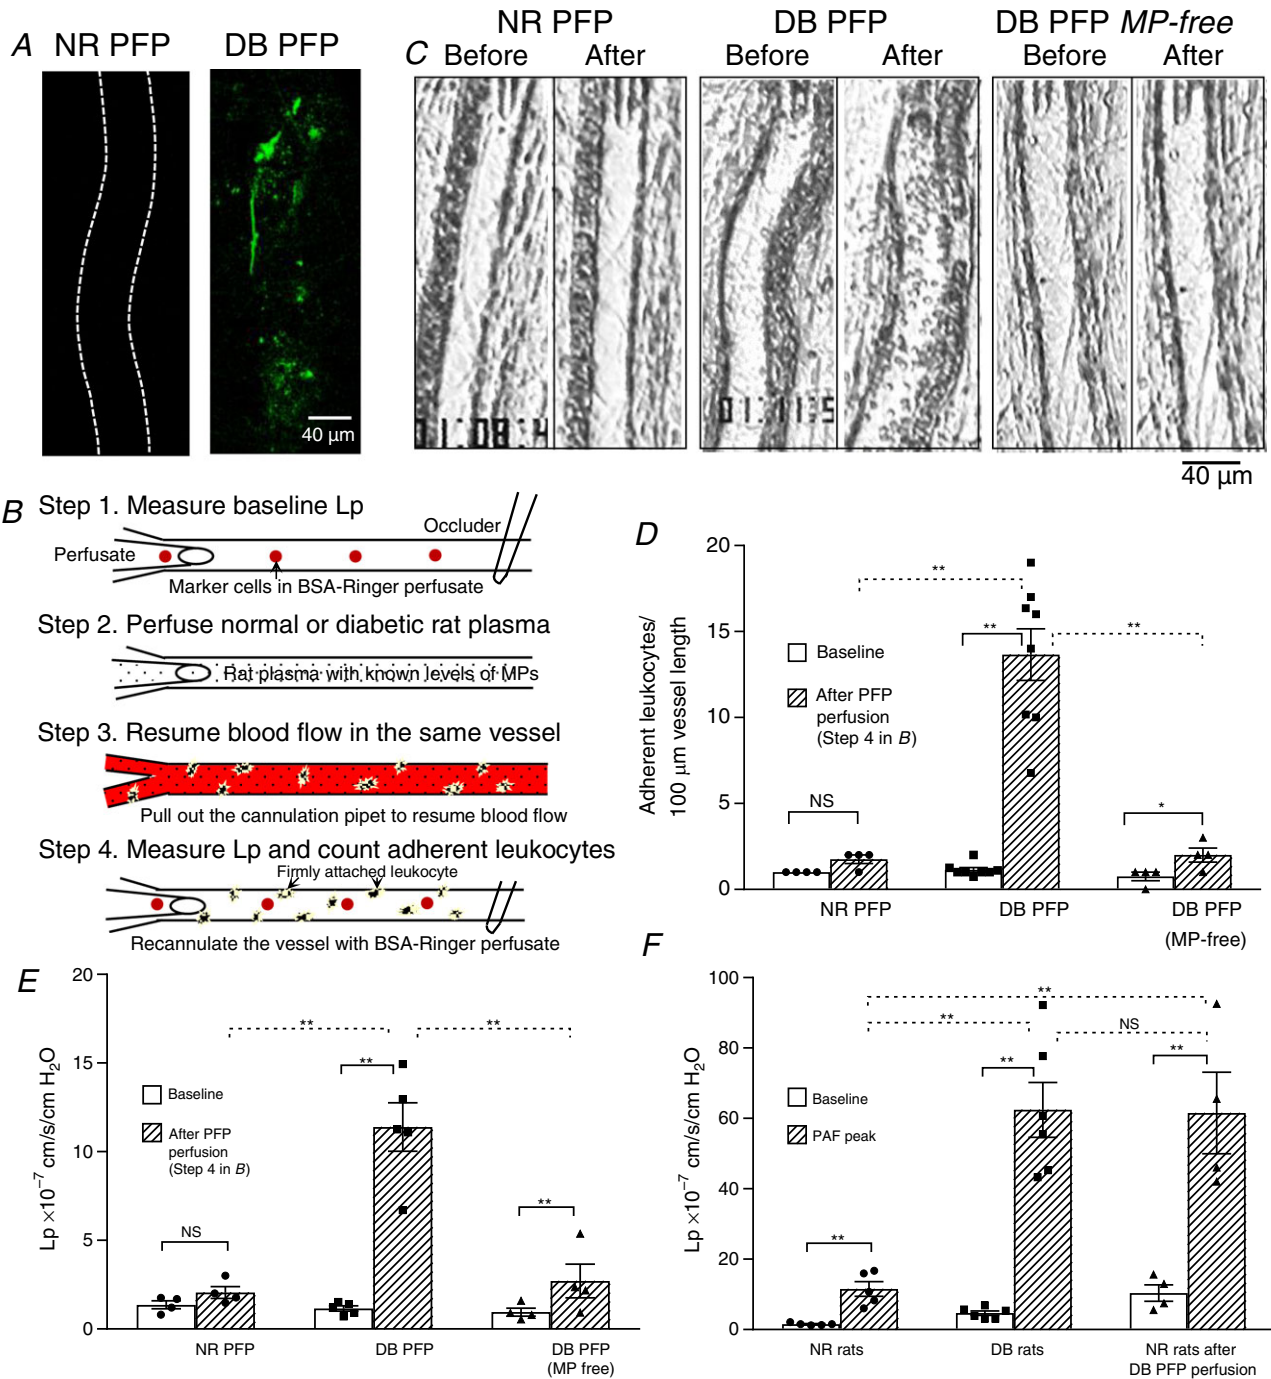 A NR PFP DB PFP
40 μm
C
NR PFP DB PFP DB PFP MP-free
Before After Before After Before After
01:11:5
40 μm
B
Step 1. Measure baseline Lp
Occluder
Perfusate
Marker cells in BSA-Ringer perfusate
Step 2. Perfuse normal or diabetic rat plasma
Rat plasma with known levels of MPs
Step 3. Resume blood flow in the same vessel
Pull out the cannulation pipet to resume blood flow
Step 4. Measure Lp and count adherent leukocytes
Firmly attached leukocyte
Recannulate the vessel with BSA-Ringer perfusate
D
Adherent leukocytes/
100 μm vessel length
20
15
10
5
0
Baseline
After PFP
perfusion
(Step 4 in B)
NS
**
**
**
*
NR PFP DB PFP DB PFP
(MP-free)
E
Lp ×10⁻⁷ cm/s/cm H₂O
20
15
10
5
0
Baseline
After PFP
perfusion
(Step 4 in B)
NS
**
**
**
**
NR PFP DB PFP DB PFP
(MP free)
F
Lp ×10⁻⁷ cm/s/cm H₂O
100
80
60
40
20
0
Baseline
PAF peak
**
**
NS
**
**
**
NR rats DB rats NR rats after
DB PFP perfusion